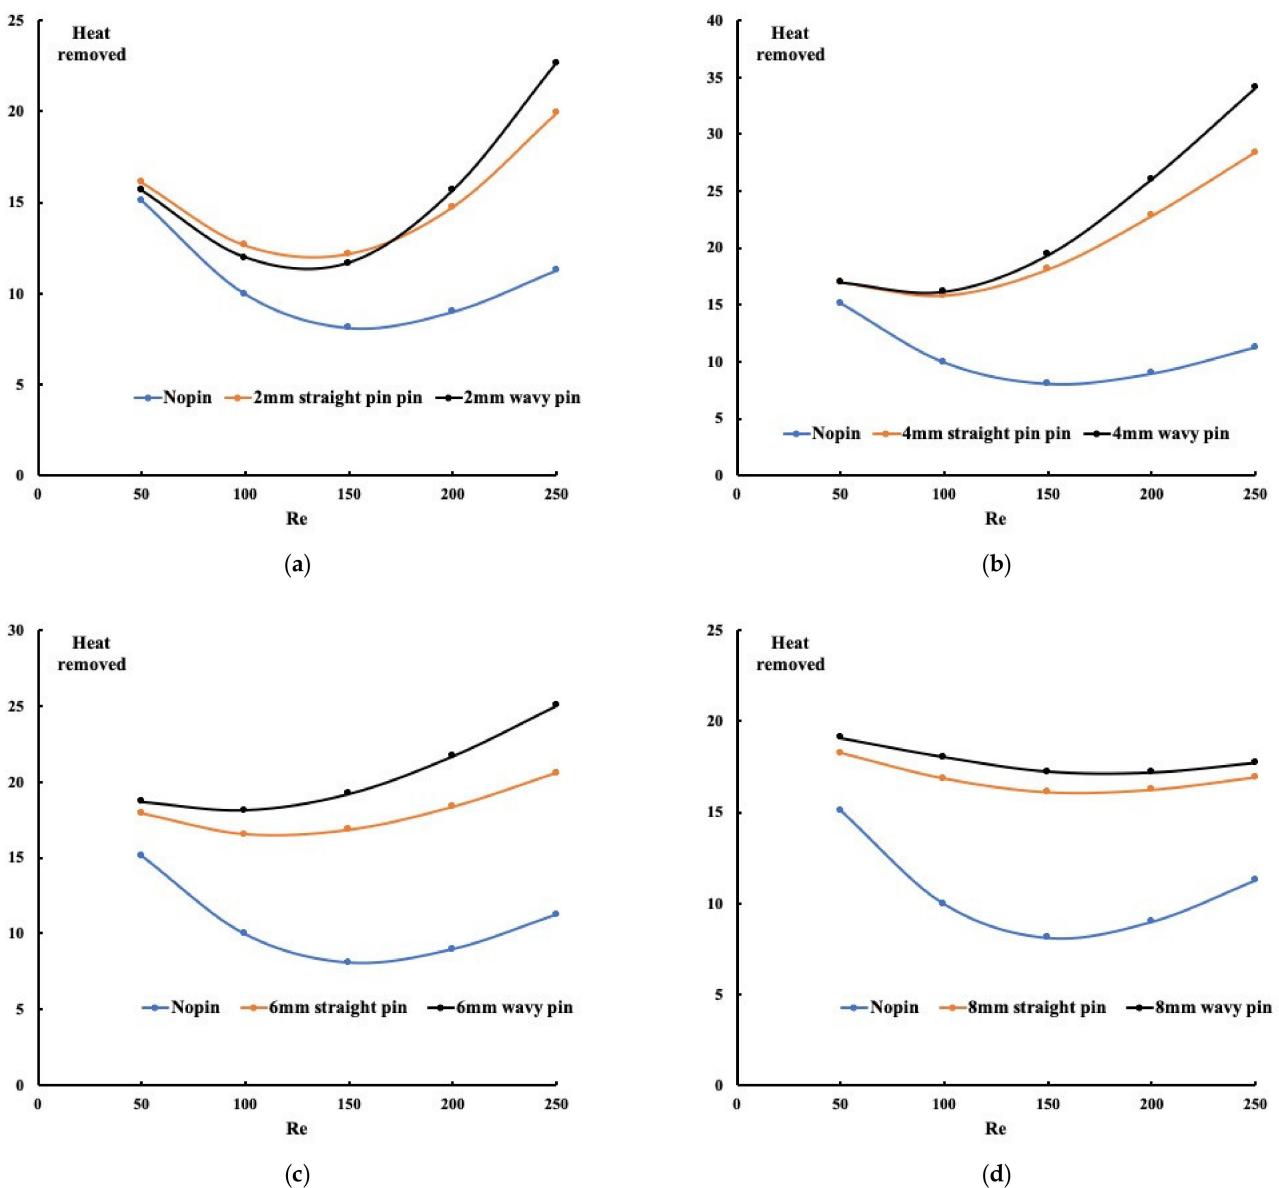 Heat
removed
25
20
15
10
5
0
Nopin 2mm straight pin pin 2mm wavy pin
0 50 100 150 200 250
Re
(a)
Heat
removed
40
35
30
25
20
15
10
5
0
Nopin 4mm straight pin pin 4mm wavy pin
0 50 100 150 200 250
Re
(b)
Heat
removed
30
25
20
15
10
5
0
Nopin 6mm straight pin 6mm wavy pin
0 50 100 150 200 250
Re
(c)
Heat
removed
25
20
15
10
5
0
Nopin 8mm straight pin 8mm wavy pin
0 50 100 150 200 250
Re
(d)